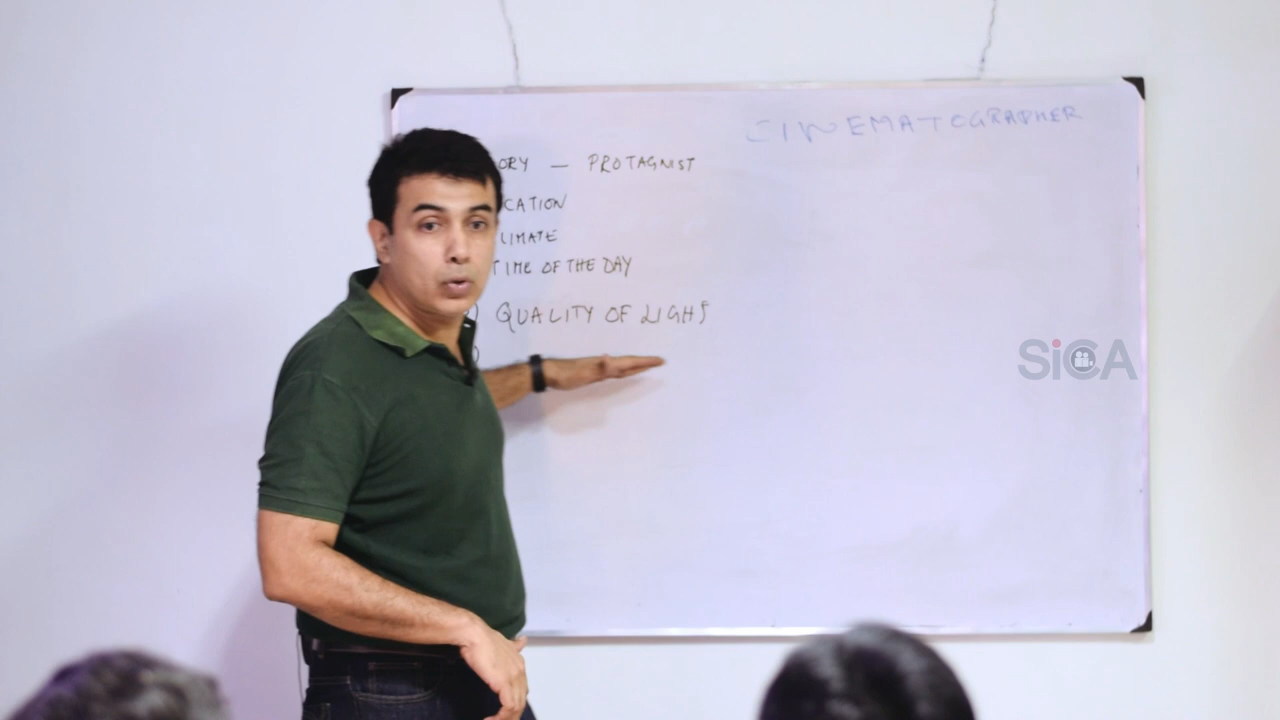 CINEMATOGRAPHER
ORY — PROTAGNIST
CATION
LIMATE
TIME OF THE DAY
) QUALITY OF LIGHT
SiCA